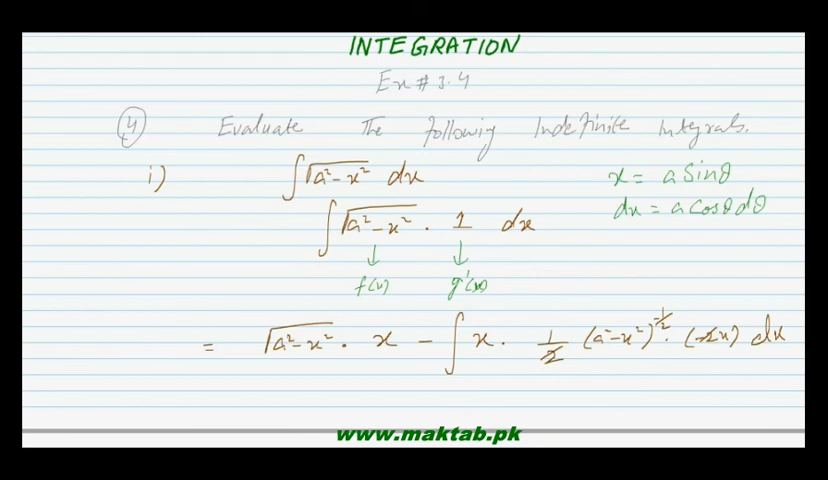 INTEGRATION
Ex # 3.4
(4) Evaluate The following Indefinite Integrals.
i) ∫√(a²-x²) dx x = a Sinθ
dx = a Cosθ dθ
∫√(a²-x²) . 1 dx
↓ ↓
f(x) g'(x)
= √(a²-x²) . x - ∫ x . 1/2 (a²-x²)^(-1/2) . (-2x) dx
www.maktab.pk